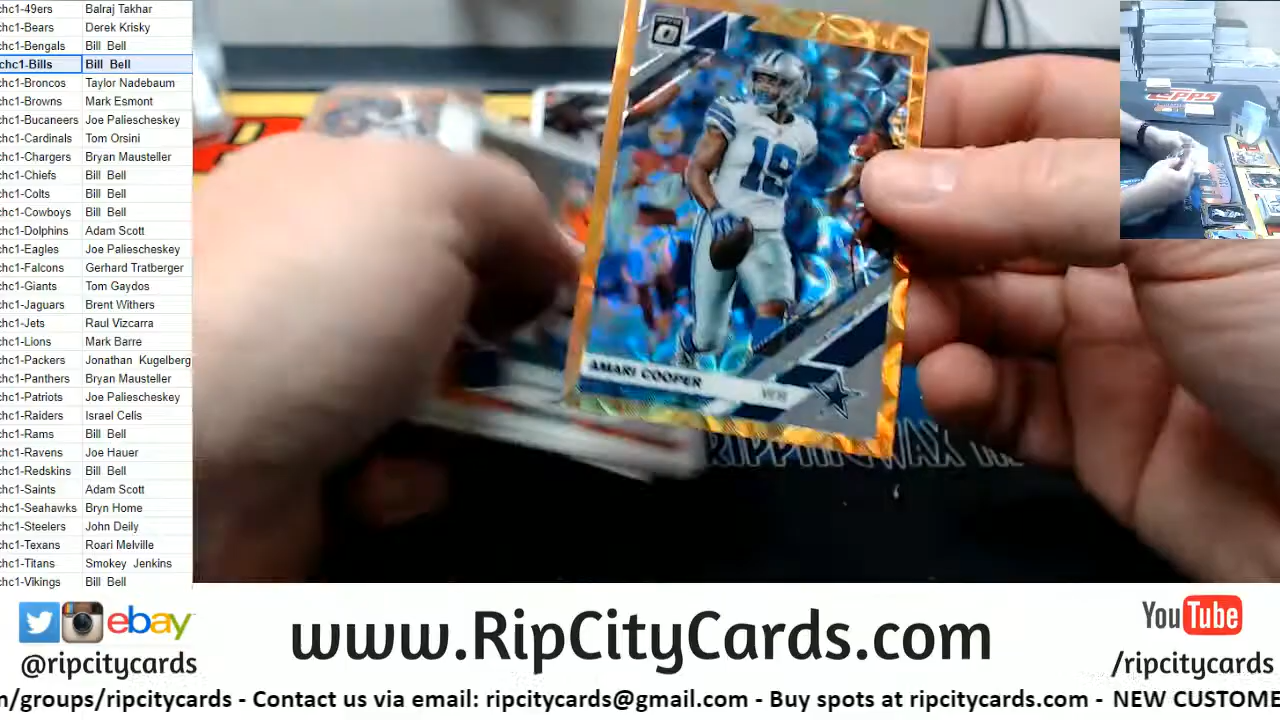 chc1-49ers Balraj Takhar
chc1-Bears Derek Krisky
chc1-Bengals Bill Bell
chc1-Bills Bill Bell
chc1-Broncos Taylor Nadebaum
chc1-Browns Mark Esmont
chc1-Bucaneers Joe Paliescheskey
chc1-Cardinals Tom Orsini
chc1-Chargers Bryan Mausteller
chc1-Chiefs Bill Bell
chc1-Colts Bill Bell
chc1-Cowboys Bill Bell
chc1-Dolphins Adam Scott
chc1-Eagles Joe Paliescheskey
chc1-Falcons Gerhard Tratberger
chc1-Giants Tom Gaydos
chc1-Jaguars Brent Withers
chc1-Jets Raul Vizcarra
chc1-Lions Mark Barre
chc1-Packers Jonathan Kugelberg
chc1-Panthers Bryan Mausteller
chc1-Patriots Joe Paliescheskey
chc1-Raiders Israel Celis
chc1-Rams Bill Bell
chc1-Ravens Joe Hauer
chc1-Redskins Bill Bell
chc1-Saints Adam Scott
chc1-Seahawks Bryn Home
chc1-Steelers John Deily
chc1-Texans Roari Melville
chc1-Titans Smokey Jenkins
chc1-Vikings Bill Bell
19
AMARI COOPER WR
RIPPIN WAX
TOPPS
ebay
@ripcitycards
www.RipCityCards.com
YouTube
/ripcitycards
m/groups/ripcitycards - Contact us via email: ripcitycards@gmail.com - Buy spots at ripcitycards.com - NEW CUSTOME